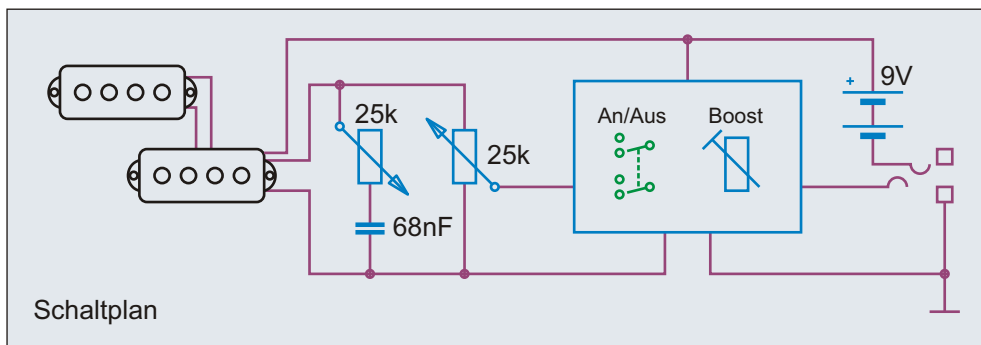 9V
+
An/Aus
Boost
25k
25k
68nF
Schaltplan